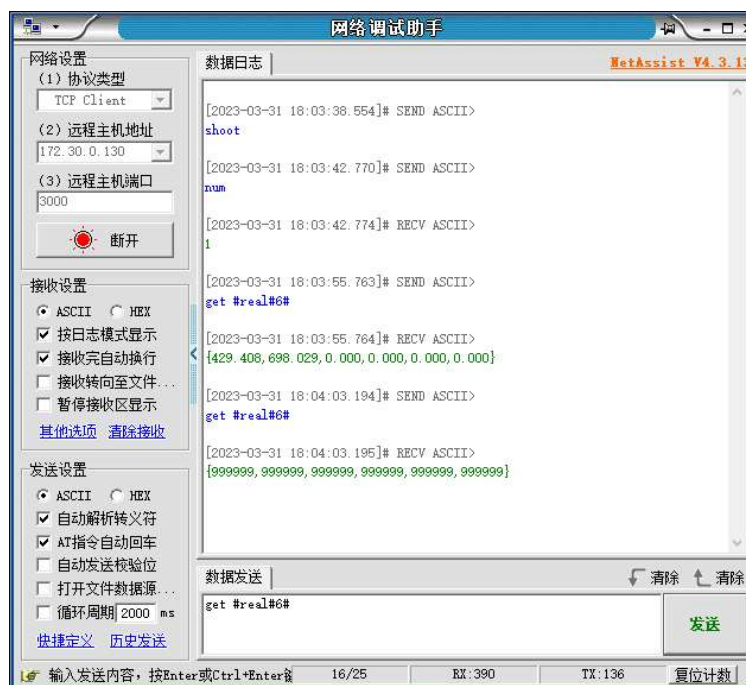 网络调试助手
网络设置
(1) 协议类型
TCP Client
(2) 远程主机地址
172.30.0.130
(3) 远程主机端口
3000
断开
接收设置
ASCII HEX
按日志模式显示
接收完自动换行
接收转向至文件...
暂停接收区显示
其他选项 清除接收
发送设置
ASCII HEX
自动解析转义符
AT指令自动回车
自动发送校验位
打开文件数据源...
循环周期 2000 ms
快捷定义 历史发送
数据日志
NetAssist V4.3.13
[2023-03-31 18:03:38.554]# SEND ASCII>
shoot
[2023-03-31 18:03:42.770]# SEND ASCII>
num
[2023-03-31 18:03:42.774]# RECV ASCII>
1
[2023-03-31 18:03:55.763]# SEND ASCII>
get #real#6#
[2023-03-31 18:03:55.764]# RECV ASCII>
{429.408,698.029,0.000,0.000,0.000,0.000}
[2023-03-31 18:04:03.194]# SEND ASCII>
get #real#6#
[2023-03-31 18:04:03.195]# RECV ASCII>
{999999,999999,999999,999999,999999,999999}
数据发送
清除 清除
get #real#6#
发送
输入发送内容，按Enter或Ctrl+Enter 16/25 RX:390 TX:136 复位计数